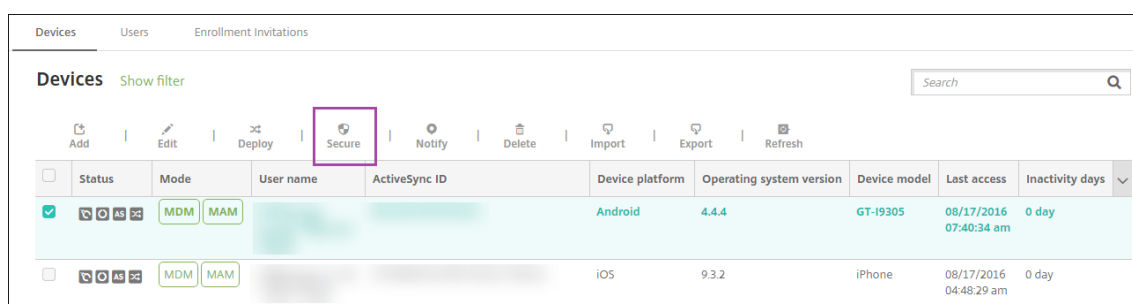 Devices Users Enrollment Invitations
Devices Show filter Search
Add | Edit | Deploy | Secure | Notify | Delete | Import | Export | Refresh
Status Mode User name ActiveSync ID Device platform Operating system version Device model Last access Inactivity days
AS MDM MAM Android 4.4.4 GT-I9305 08/17/2016 0 day
07:40:34 am
AS MDM MAM iOS 9.3.2 iPhone 08/17/2016 0 day
04:48:29 am